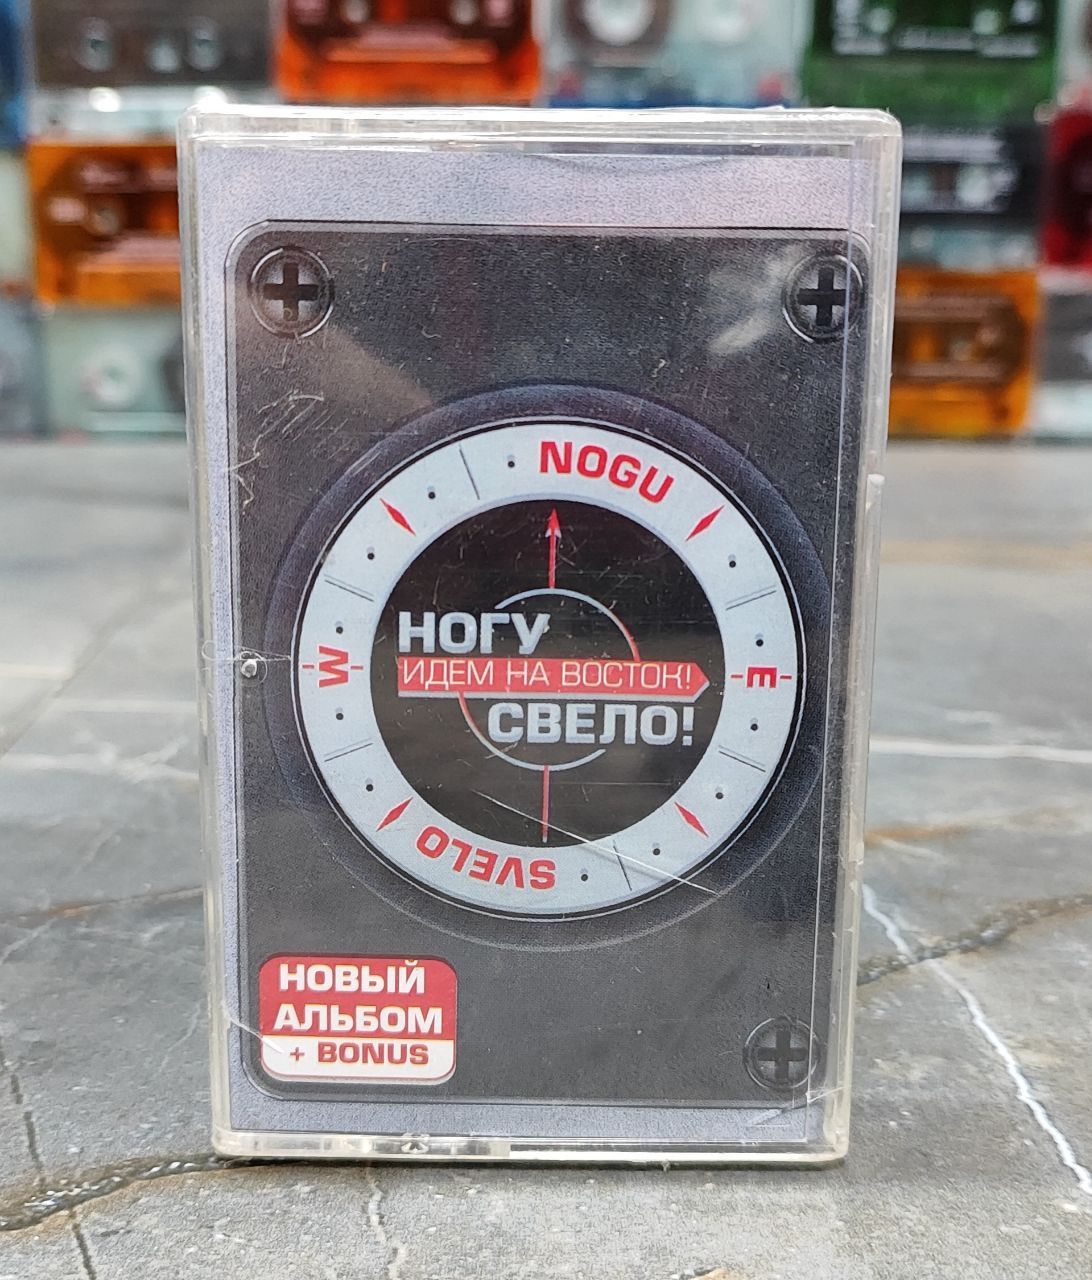 NOGU
НОГУ
ИДЕМ НА ВОСТОК!
СВЕЛО!
W
E
SVELO
НОВЫЙ
АЛЬБОМ
+ BONUS